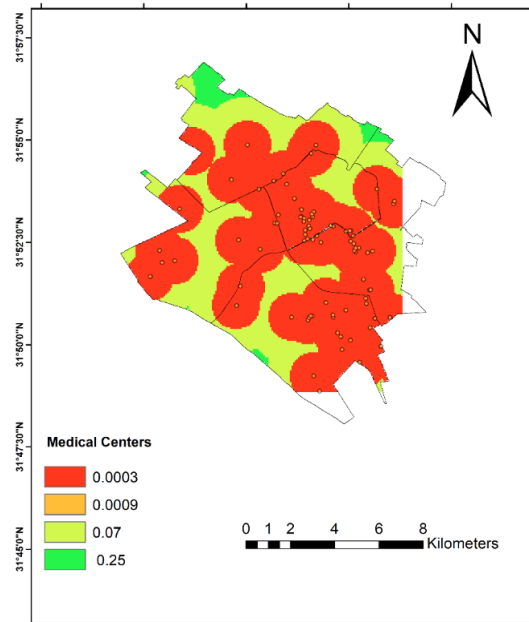 N
31°57'30"N
31°55'0"N
31°52'30"N
31°50'0"N
31°47'30"N
31°45'0"N
Medical Centers
0.0003
0.0009
0.07
0.25
0 1 2 4 6 8
Kilometers